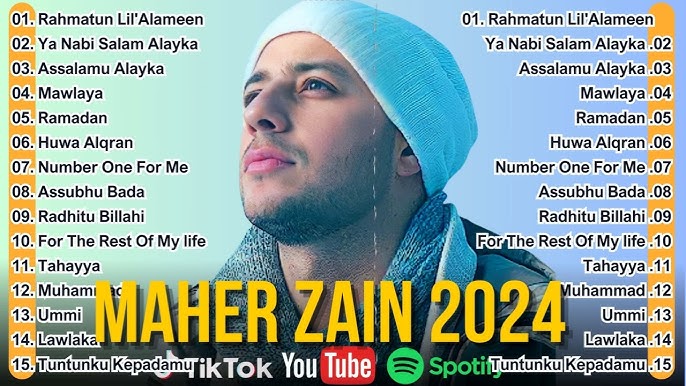 01. Rahmatun Lil'Alameen
02. Ya Nabi Salam Alayka
03. Assalamu Alayka
04. Mawlaya
05. Ramadan
06. Huwa Alqran
07. Number One For Me
08. Assubhu Bada
09. Radhitu Billahi
10. For The Rest Of My life
11. Tahayya
12. Muhammad
13. Ummi
14. Lawlaka
15. Tuntunku Kepadamu
01. Rahmatun Lil'Alameen
Ya Nabi Salam Alayka .02
Assalamu Alayka .03
Mawlaya .04
Ramadan .05
Huwa Alqran .06
Number One For Me .07
Assubhu Bada .08
Radhitu Billahi .09
For The Rest Of My life .10
Tahayya .11
Muhammad .12
Ummi .13
Lawlaka .14
Tuntunku Kepadamu .15
MAHER ZAIN 2024
TikTok YouTube Spotify